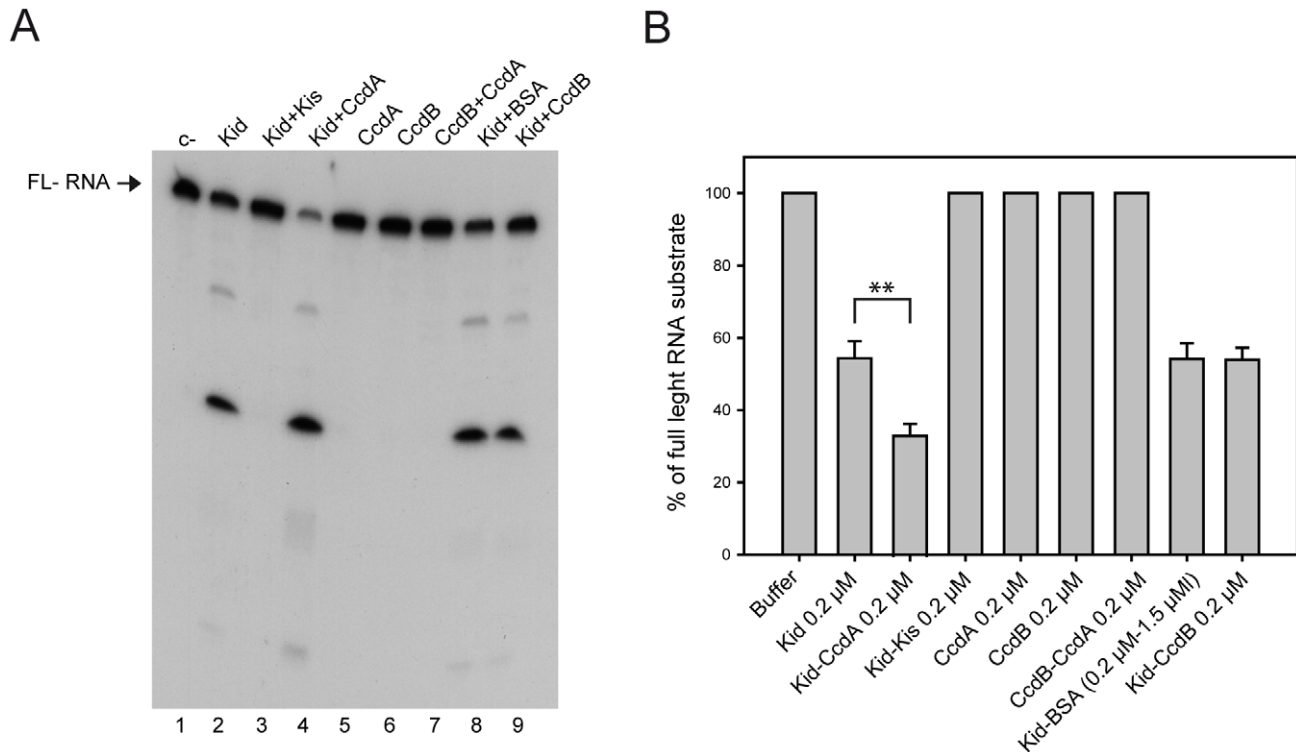 A
c-
Kid
Kid+Kis
Kid+CcdA
CcdA
CcdB
CcdB+CcdA
Kid+BSA
Kid+CcdB
FL- RNA
1 2 3 4 5 6 7 8 9
B
% of full leght RNA substrate
100
80
60
40
20
0
**
Buffer
Kid 0.2 µM
Kid-CcdA 0.2 µM
Kid-Kis 0.2 µM
CcdA 0.2 µM
CcdB 0.2 µM
CcdB-CcdA 0.2 µM
Kid-BSA (0.2 µM-1.5 µMl)
Kid-CcdB 0.2 µM